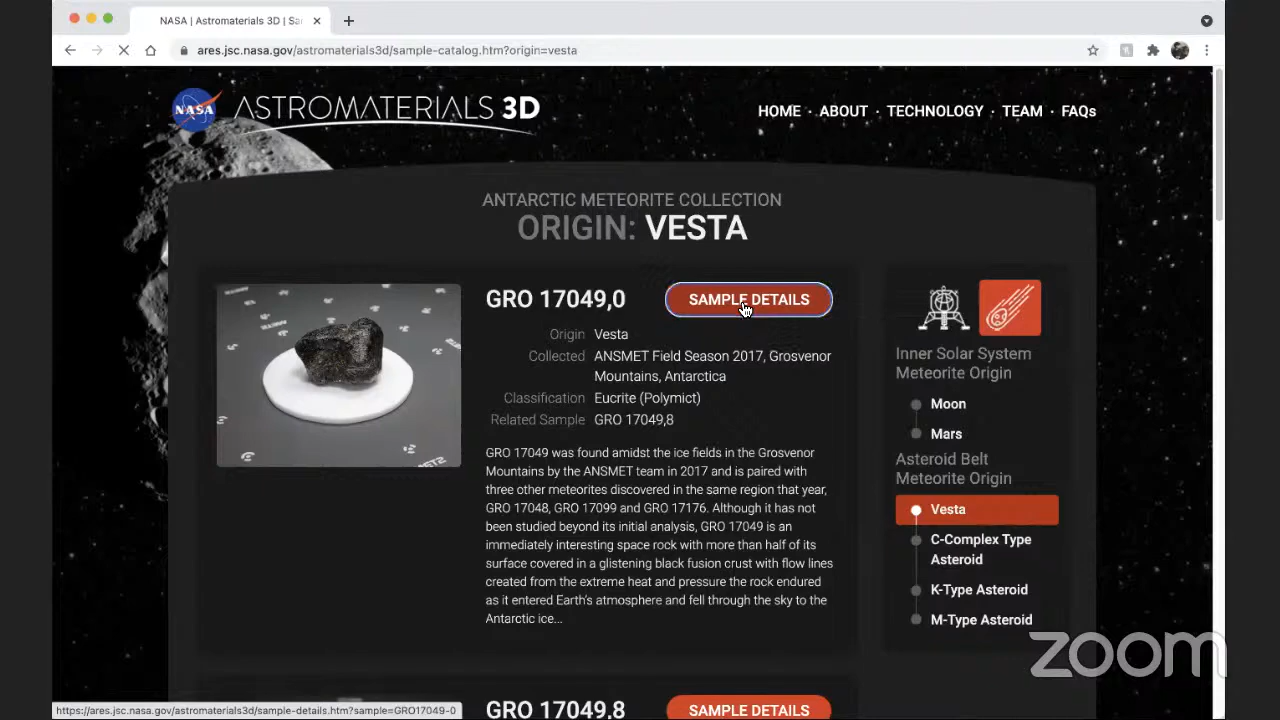 NASA | Astromaterials 3D | Sa
ares.jsc.nasa.gov/astromaterials3d/sample-catalog.htm?origin=vesta
NASA
ASTROMATERIALS 3D
HOME · ABOUT · TECHNOLOGY · TEAM · FAQs
ANTARCTIC METEORITE COLLECTION
ORIGIN: VESTA
GRO 17049,0
SAMPLE DETAILS
Origin Vesta
Collected ANSMET Field Season 2017, Grosvenor
Mountains, Antarctica
Classification Eucrite (Polymict)
Related Sample GRO 17049,8
GRO 17049 was found amidst the ice fields in the Grosvenor
Mountains by the ANSMET team in 2017 and is paired with
three other meteorites discovered in the same region that year,
GRO 17048, GRO 17099 and GRO 17176. Although it has not
been studied beyond its initial analysis, GRO 17049 is an
immediately interesting space rock with more than half of its
surface covered in a glistening black fusion crust with flow lines
created from the extreme heat and pressure the rock endured
as it entered Earth's atmosphere and fell through the sky to the
Antarctic ice...
Inner Solar System
Meteorite Origin
Moon
Mars
Asteroid Belt
Meteorite Origin
Vesta
C-Complex Type
Asteroid
K-Type Asteroid
M-Type Asteroid
GRO 17049,8
SAMPLE DETAILS
https://ares.jsc.nasa.gov/astromaterials3d/sample-details.htm?sample=GRO17049-0
zoom